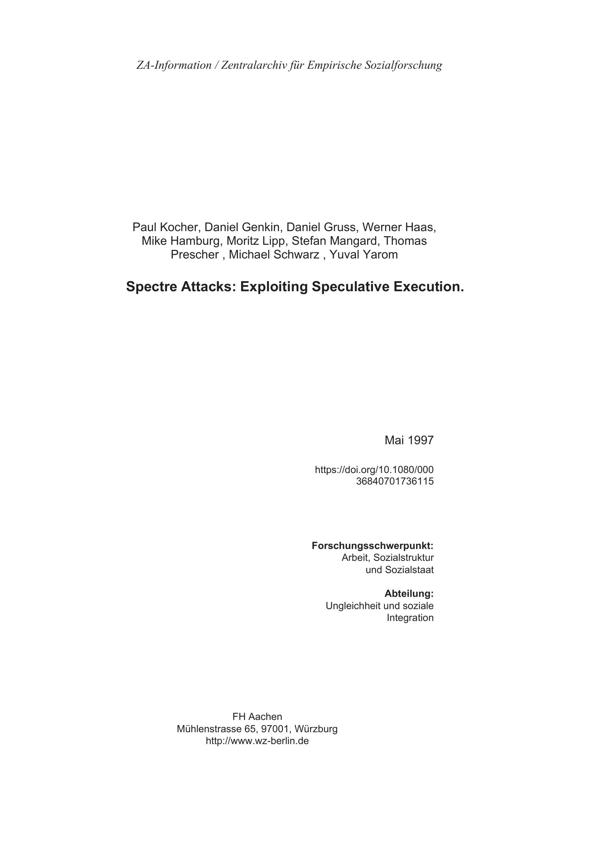 ZA-Information / Zentralarchiv für Empirische Sozialforschung
Paul Kocher, Daniel Genkin, Daniel Gruss, Werner Haas,
Mike Hamburg, Moritz Lipp, Stefan Mangard, Thomas
Prescher , Michael Schwarz , Yuval Yarom
Spectre Attacks: Exploiting Speculative Execution.
Mai 1997
https://doi.org/10.1080/000
36840701736115
Forschungsschwerpunkt:
Arbeit, Sozialstruktur
und Sozialstaat
Abteilung:
Ungleichheit und soziale
Integration
FH Aachen
Mühlenstrasse 65, 97001, Würzburg
http://www.wz-berlin.de